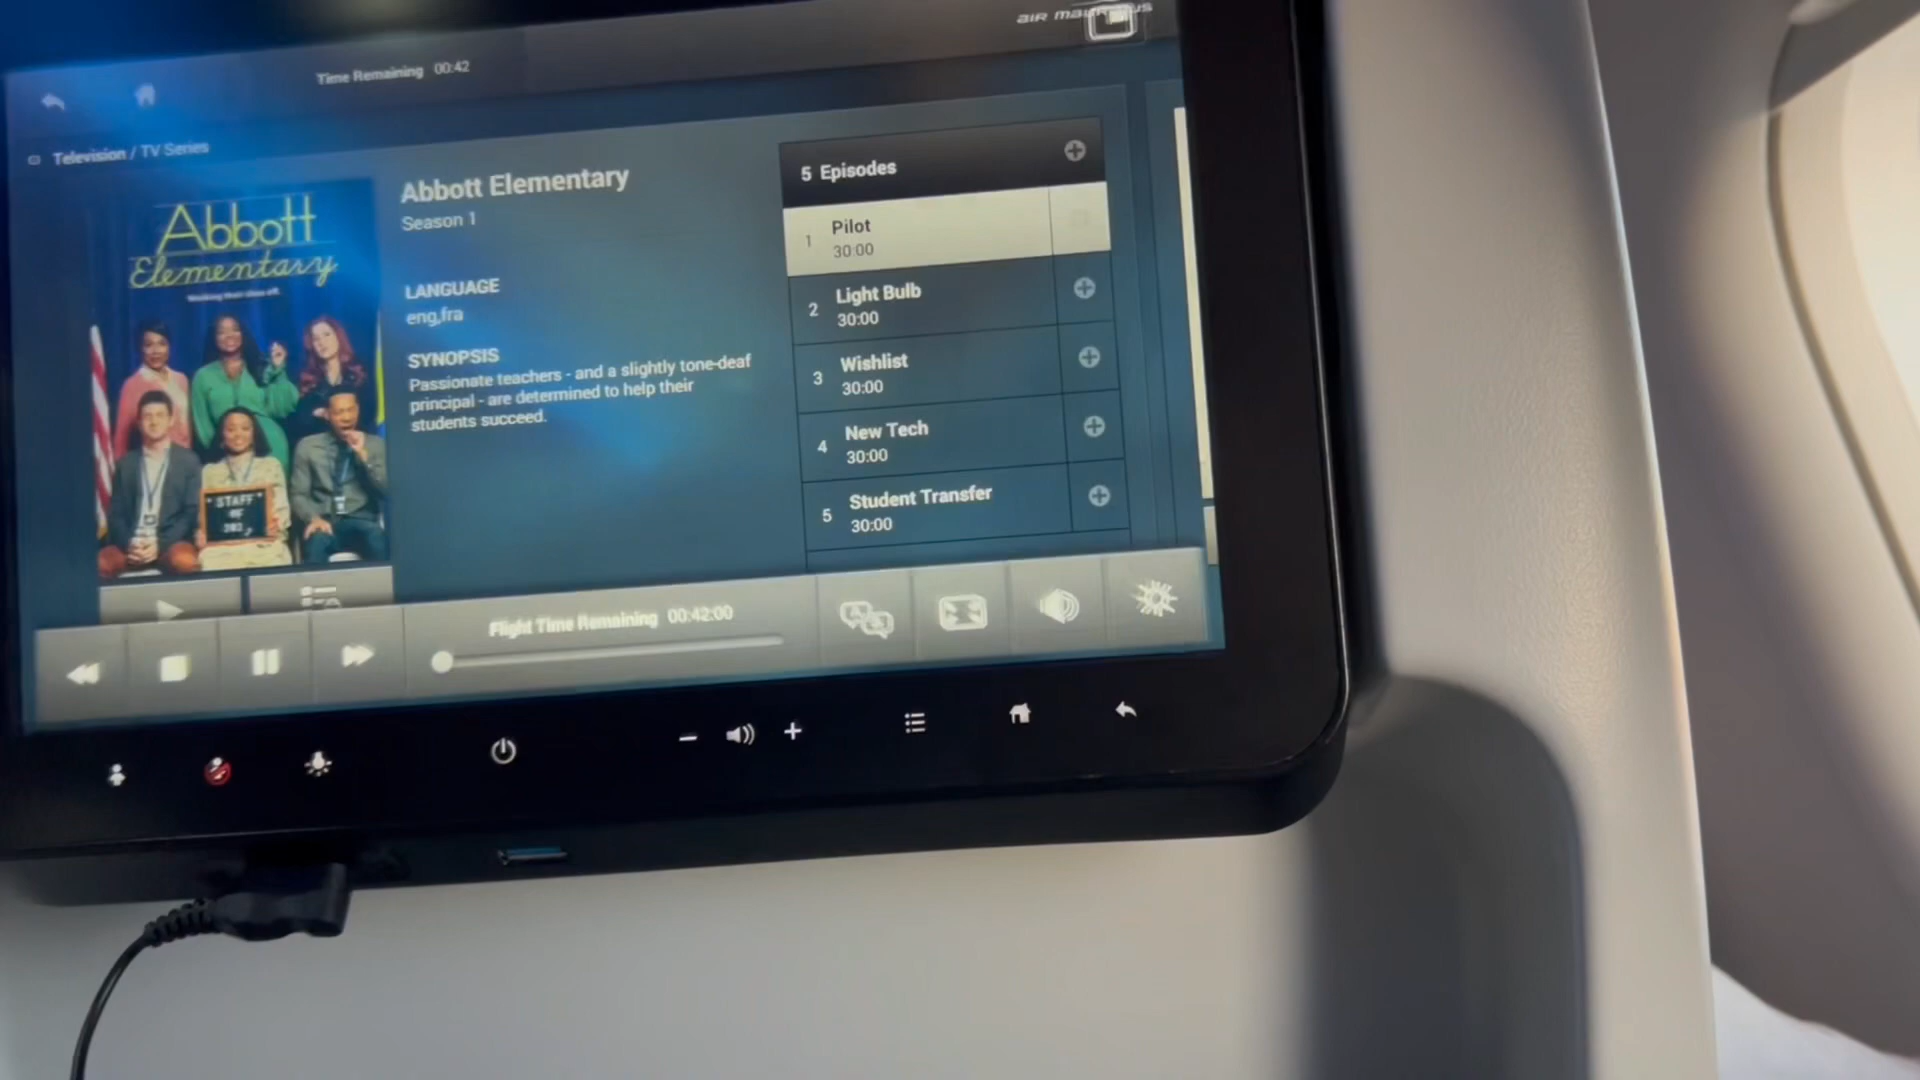 AIR MAURITIUS
Time Remaining 00:42
Television / TV Series
Abbott
Elementary
Abbott Elementary
Season 1
LANGUAGE
eng,fra
SYNOPSIS
Passionate teachers - and a slightly tone-deaf
principal - are determined to help their
students succeed.
STAFF
OF
5 Episodes
1 Pilot
30:00
2 Light Bulb
30:00
3 Wishlist
30:00
4 New Tech
30:00
5 Student Transfer
30:00
Flight Time Remaining 00:42:00